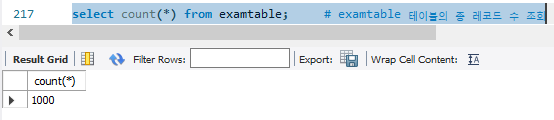 217 select count(*) from examtable; # examtable 테이블의 총 레코드 수 조회
Result Grid Filter Rows: Export: Wrap Cell Content: IA
count(*)
1000